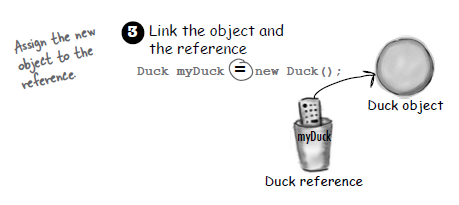 Assign the new
object to the
reference.
3 Link the object and
the reference
Duck myDuck = new Duck();
Duck object
myDuck
Duck reference